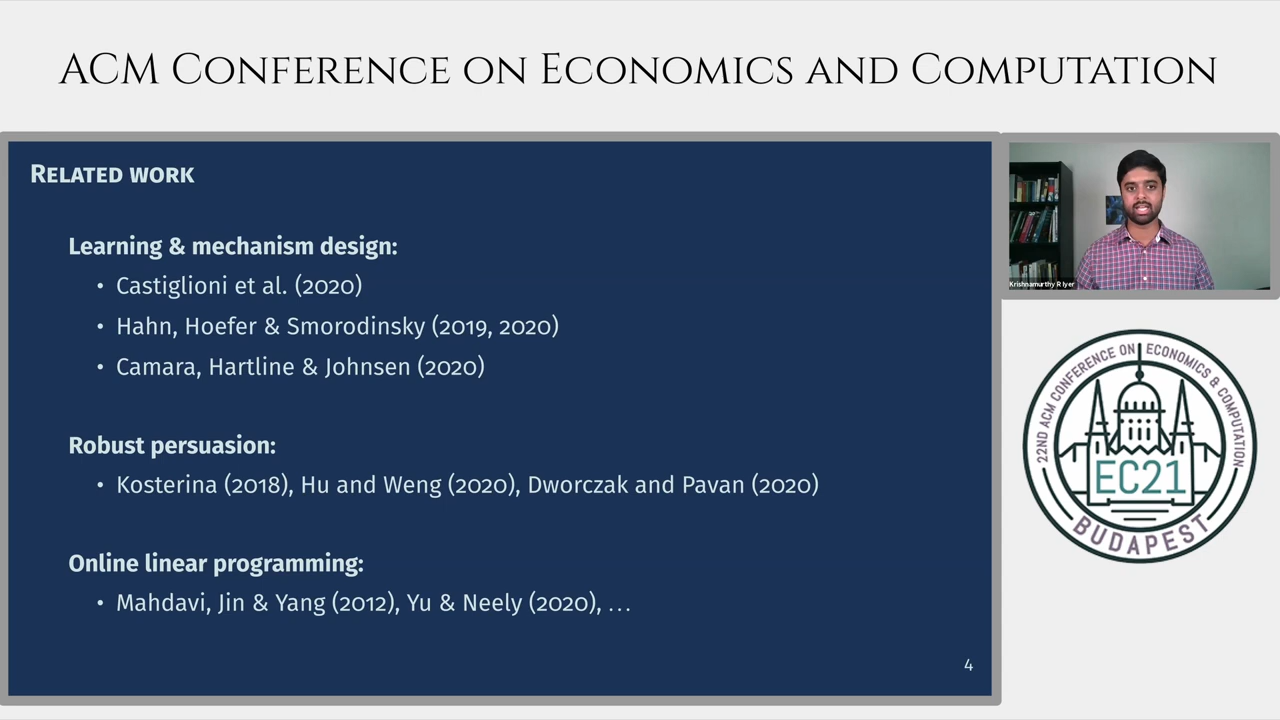 ACM Conference on Economics and Computation
Related work
Learning & mechanism design:
• Castiglioni et al. (2020)
• Hahn, Hoefer & Smorodinsky (2019, 2020)
• Camara, Hartline & Johnsen (2020)
Robust persuasion:
• Kosterina (2018), Hu and Weng (2020), Dworczak and Pavan (2020)
Online linear programming:
• Mahdavi, Jin & Yang (2012), Yu & Neely (2020), …
4
Krishnamurthy R Iyer
22ND ACM CONFERENCE ON ECONOMICS & COMPUTATION
EC21
BUDAPEST